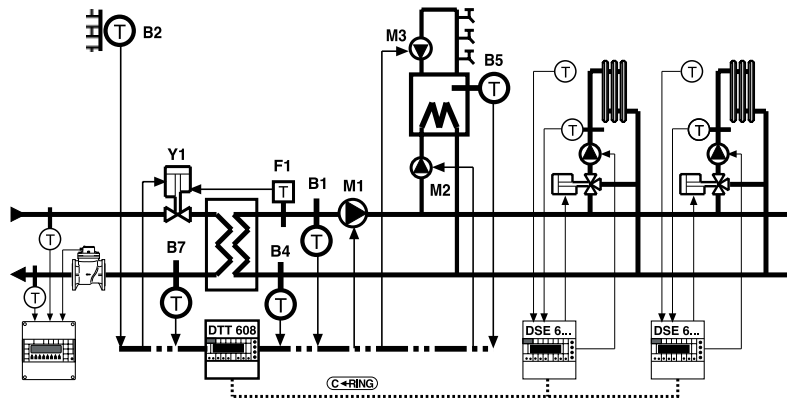 B2
M3
B5
T
T
T
T
T
T
Y1
F1
B1
M1
M2
T
T
B7
B4
T
T
T
T
DTT 608
DSE 6...
DSE 6...
C◄RING